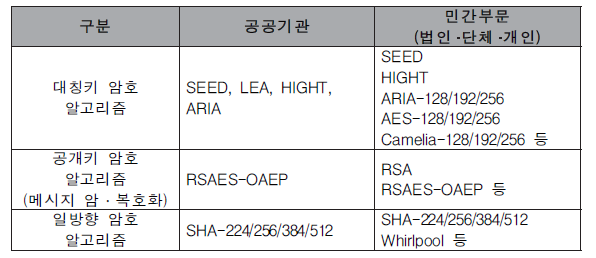 구분
공공기관
민간부문
(법인·단체·개인)
대칭키 암호
알고리즘
SEED, LEA, HIGHT,
ARIA
SEED
HIGHT
ARIA-128/192/256
AES-128/192/256
Camelia-128/192/256 등
공개키 암호
알고리즘
(메시지 암·복호화)
RSAES-OAEP
RSA
RSAES-OAEP 등
일방향 암호
알고리즘
SHA-224/256/384/512
SHA-224/256/384/512
Whirlpool 등